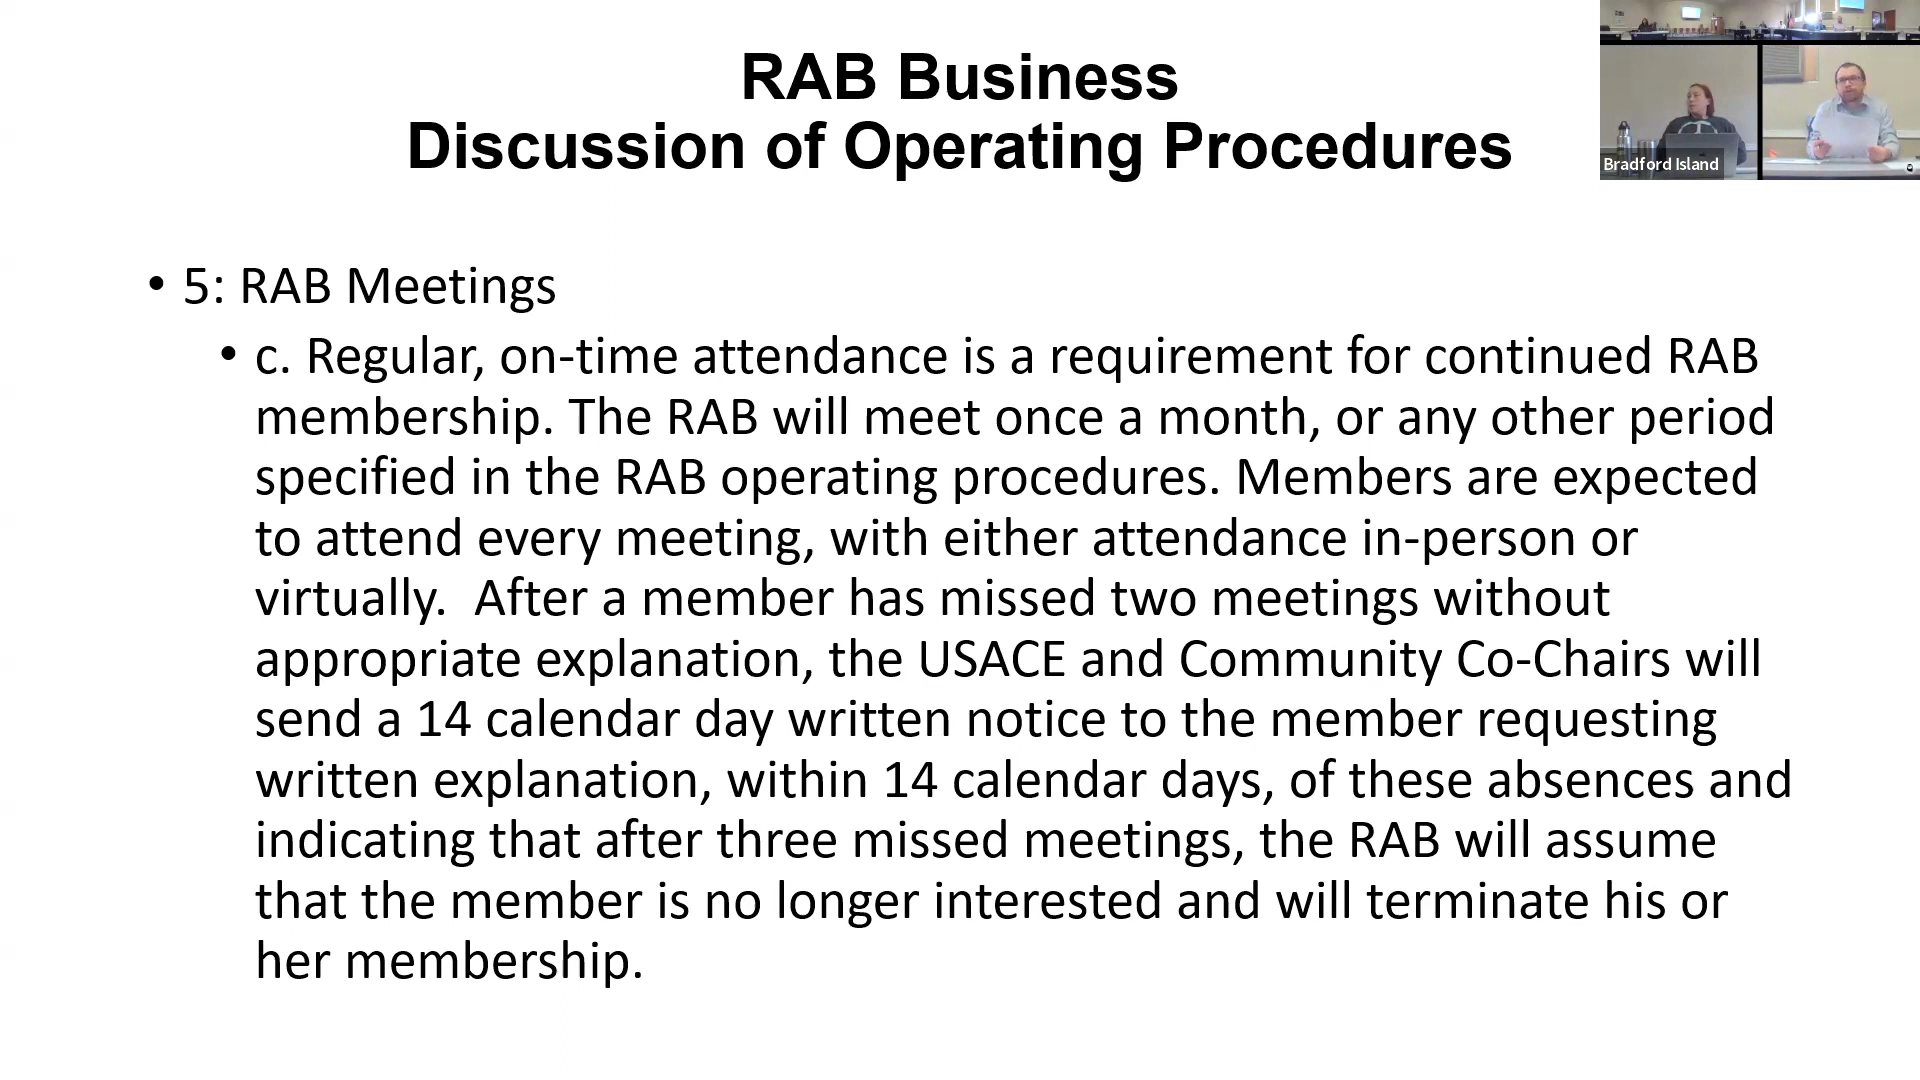 RAB Business
Discussion of Operating Procedures
Bradford Island
• 5: RAB Meetings
• c. Regular, on-time attendance is a requirement for continued RAB
membership. The RAB will meet once a month, or any other period
specified in the RAB operating procedures. Members are expected
to attend every meeting, with either attendance in-person or
virtually.  After a member has missed two meetings without
appropriate explanation, the USACE and Community Co-Chairs will
send a 14 calendar day written notice to the member requesting
written explanation, within 14 calendar days, of these absences and
indicating that after three missed meetings, the RAB will assume
that the member is no longer interested and will terminate his or
her membership.